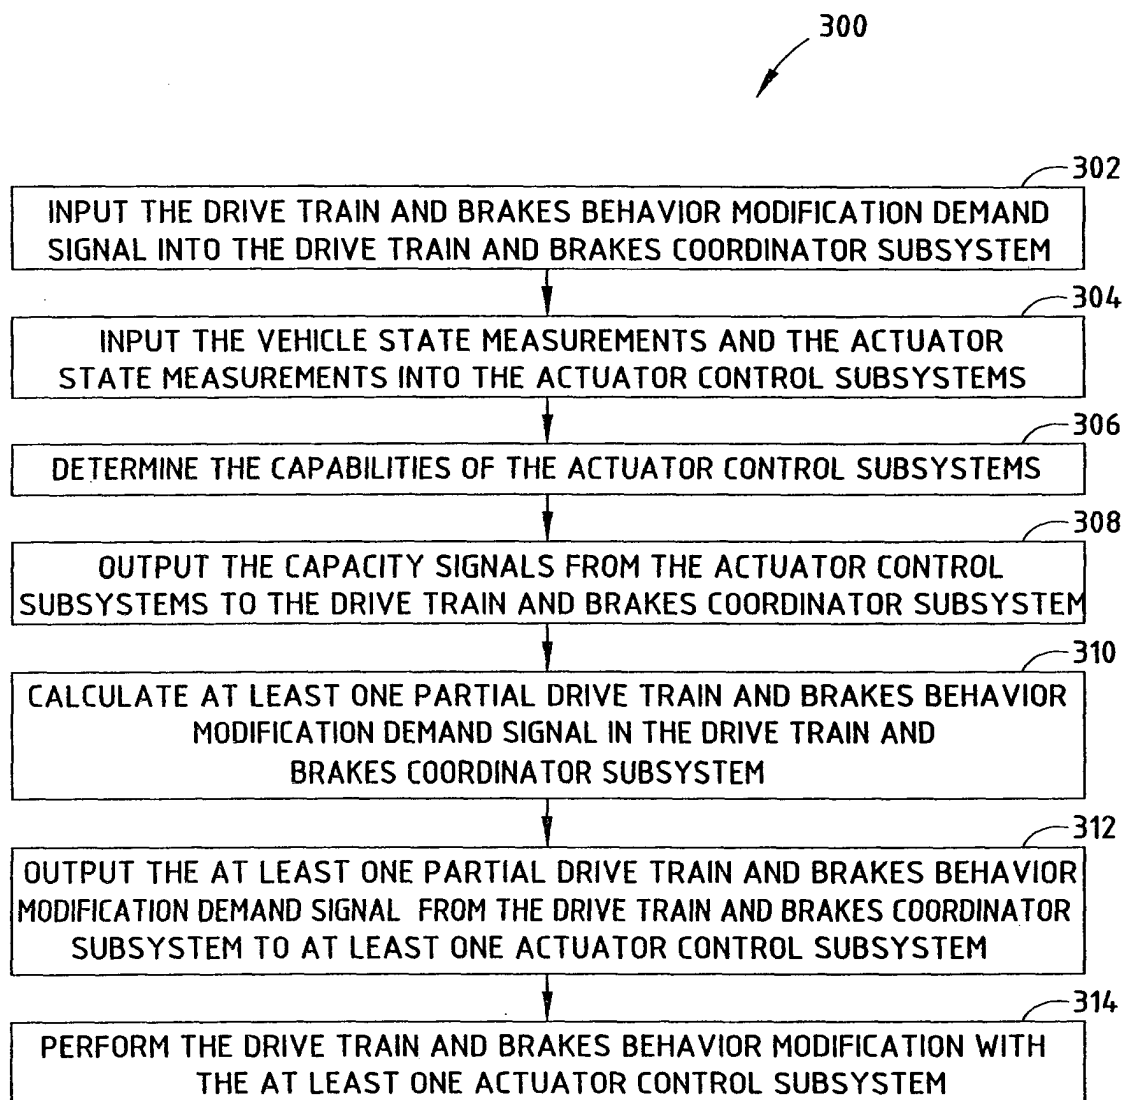 300
302
INPUT THE DRIVE TRAIN AND BRAKES BEHAVIOR MODIFICATION DEMAND
SIGNAL INTO THE DRIVE TRAIN AND BRAKES COORDINATOR SUBSYSTEM
304
INPUT THE VEHICLE STATE MEASUREMENTS AND THE ACTUATOR
STATE MEASUREMENTS INTO THE ACTUATOR CONTROL SUBSYSTEMS
306
DETERMINE THE CAPABILITIES OF THE ACTUATOR CONTROL SUBSYSTEMS
308
OUTPUT THE CAPACITY SIGNALS FROM THE ACTUATOR CONTROL
SUBSYSTEMS TO THE DRIVE TRAIN AND BRAKES COORDINATOR SUBSYSTEM
310
CALCULATE AT LEAST ONE PARTIAL DRIVE TRAIN AND BRAKES BEHAVIOR
MODIFICATION DEMAND SIGNAL IN THE DRIVE TRAIN AND
BRAKES COORDINATOR SUBSYSTEM
312
OUTPUT THE AT LEAST ONE PARTIAL DRIVE TRAIN AND BRAKES BEHAVIOR
MODIFICATION DEMAND SIGNAL FROM THE DRIVE TRAIN AND BRAKES COORDINATOR
SUBSYSTEM TO AT LEAST ONE ACTUATOR CONTROL SUBSYSTEM
314
PERFORM THE DRIVE TRAIN AND BRAKES BEHAVIOR MODIFICATION WITH
THE AT LEAST ONE ACTUATOR CONTROL SUBSYSTEM